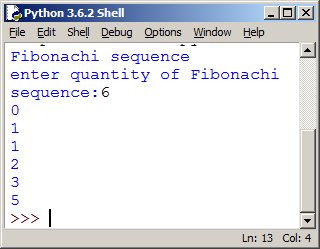 Python 3.6.2 Shell
File Edit Shell Debug Options Window Help
Fibonachi sequence
enter quantity of Fibonachi
sequence:6
0
1
1
2
3
5
>>>
Ln: 13 Col: 4